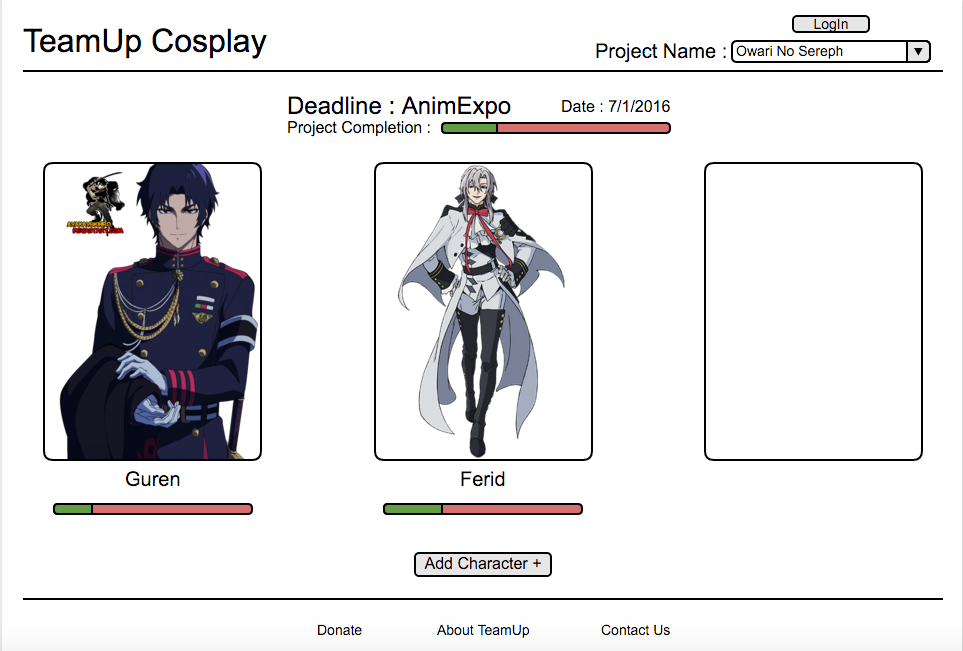 TeamUp Cosplay
LogIn
Project Name : Owari No Sereph
Deadline : AnimExpo
Date : 7/1/2016
Project Completion :
Guren
Ferid
Add Character +
Donate
About TeamUp
Contact Us